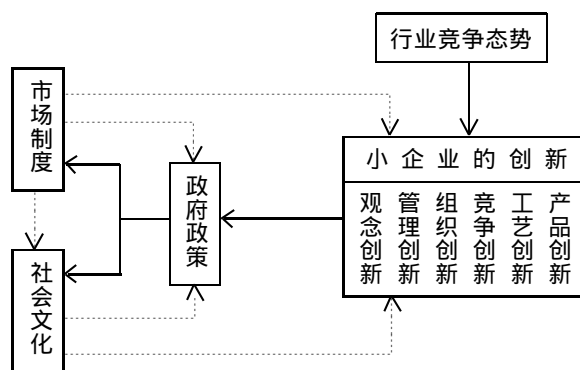 行业竞争态势
市场制度
小企业的创新
政府政策
观念创新
管理创新
组织创新
竞争创新
工艺创新
产品创新
社会文化